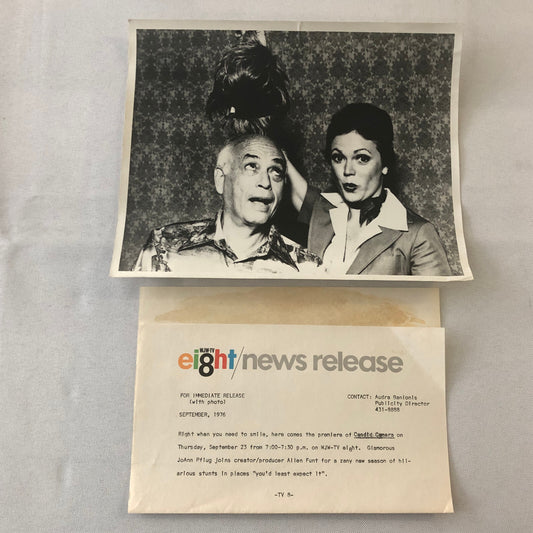 WJW-TV
ei8ht/news release
FOR IMMEDIATE RELEASE
(with photo)
CONTACT: Audra Banionis
Publicity Director
431-8888
SEPTEMBER, 1976
Right when you need to smile, here comes the premiere of Candid Camera on
Thursday, September 23 from 7:00-7:30 p.m. on WJW-TV eight. Glamorous
JoAnn Pflug joins creator/producer Allen Funt for a zany new season of hil-
arious stunts in places "you'd least expect it".
-TV 8-